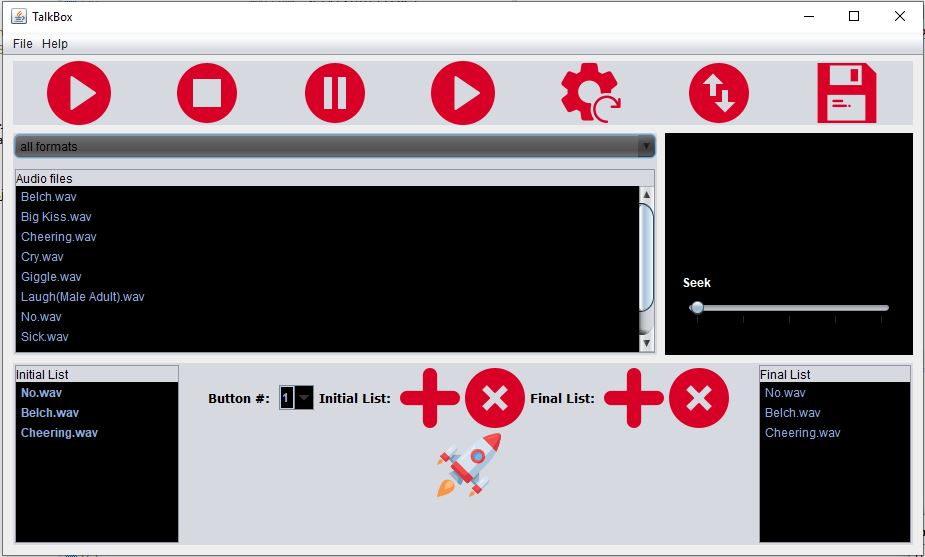 TalkBox
File Help
all formats
Audio files
Belch.wav
Big Kiss.wav
Cheering.wav
Cry.wav
Giggle.wav
Laugh(Male Adult).wav
No.wav
Sick.wav
Seek
Initial List
No.wav
Belch.wav
Cheering.wav
Button #: 1 Initial List: Final List:
Final List
No.wav
Belch.wav
Cheering.wav